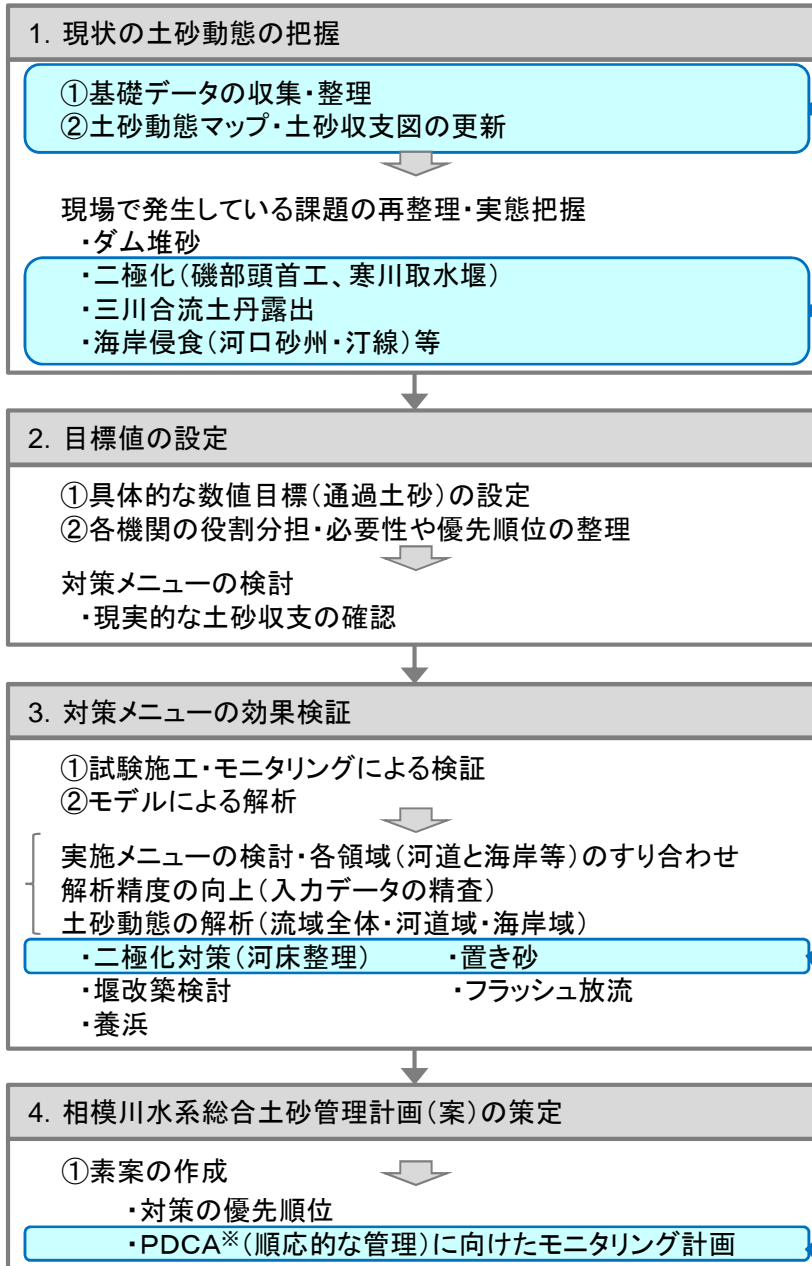 1. 現状の土砂動態の把握
①基礎データの収集・整理
②土砂動態マップ・土砂収支図の更新
現場で発生している課題の再整理・実態把握
・ダム堆砂
・二極化（磯部頭首工、寒川取水堰）
・三川合流土丹露出
・海岸侵食（河口砂州・汀線）等
2. 目標値の設定
①具体的な数値目標（通過土砂）の設定
②各機関の役割分担・必要性や優先順位の整理
対策メニューの検討
・現実的な土砂収支の確認
3. 対策メニューの効果検証
①試験施工・モニタリングによる検証
②モデルによる解析
実施メニューの検討・各領域（河道と海岸等）のすり合わせ
解析精度の向上（入力データの精査）
土砂動態の解析（流域全体・河道域・海岸域）
・二極化対策（河床整理） ・置き砂
・堰改築検討 ・フラッシュ放流
・養浜
4. 相模川水系総合土砂管理計画（案）の策定
①素案の作成
・対策の優先順位
・PDCA※（順応的な管理）に向けたモニタリング計画